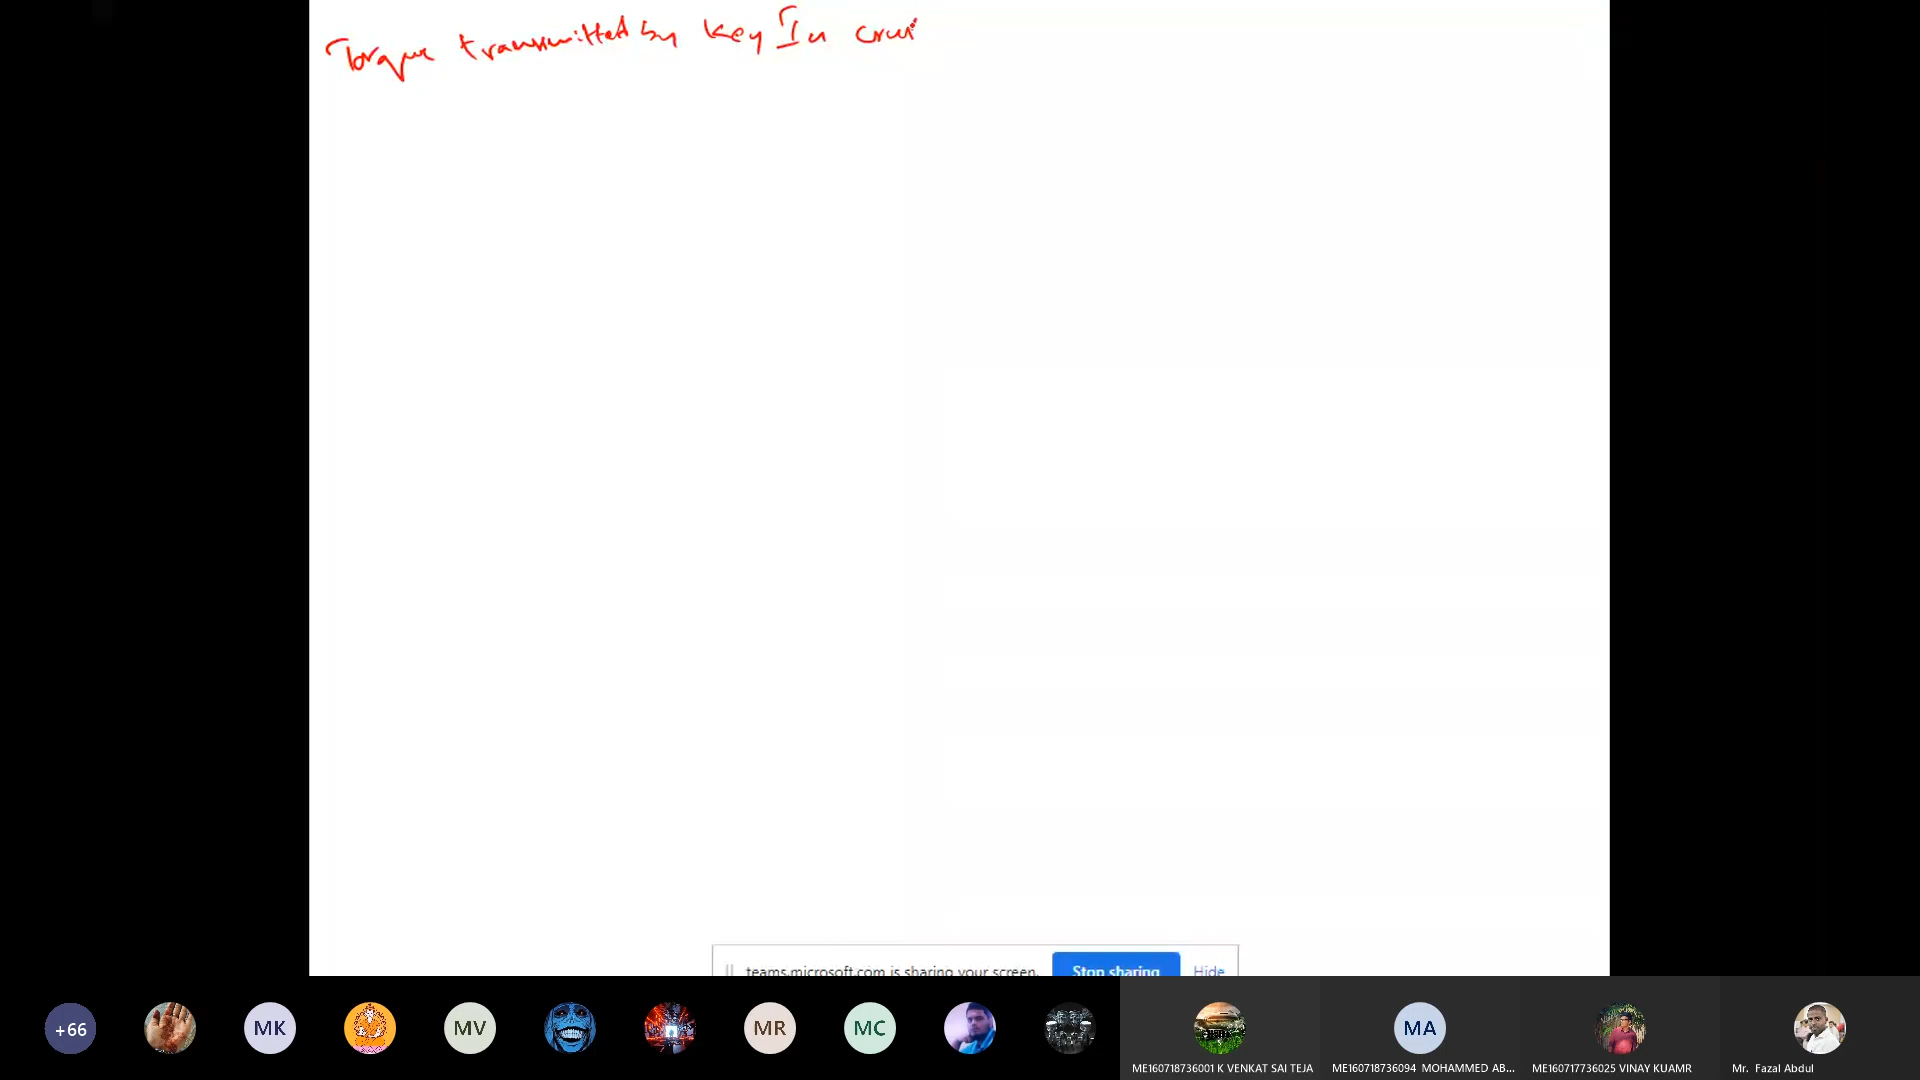 Torque transmitted by key In crus
teams.microsoft.com is sharing your screen. Stop sharing Hide
+66 MK MV MR MC MA
ME160718736001 K VENKAT SAI TEJA ME160718736094 MOHAMMED AB... ME160717736025 VINAY KUAMR Mr. Fazal Abdul